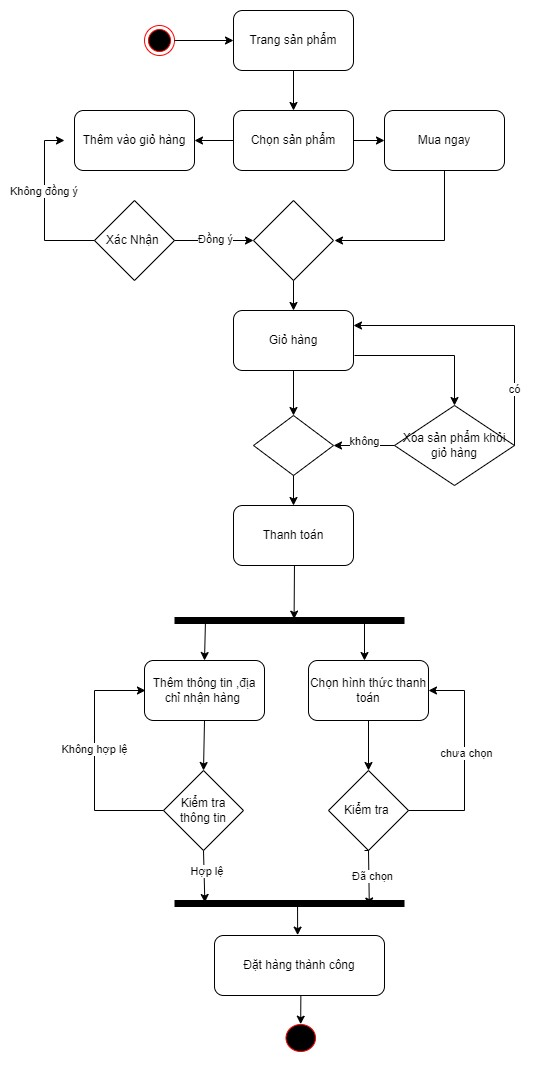 Trang sản phẩm
Thêm vào giỏ hàng
Chọn sản phẩm
Mua ngay
Không đồng ý
Xác Nhận
Đồng ý
Giỏ hàng
có
không
Xóa sản phẩm khỏi
giỏ hàng
Thanh toán
Thêm thông tin ,địa
chỉ nhận hàng
Chọn hình thức thanh
toán
Không hợp lệ
chưa chọn
Kiểm tra
thông tin
Kiểm tra
Hợp lệ
Đã chọn
Đặt hàng thành công